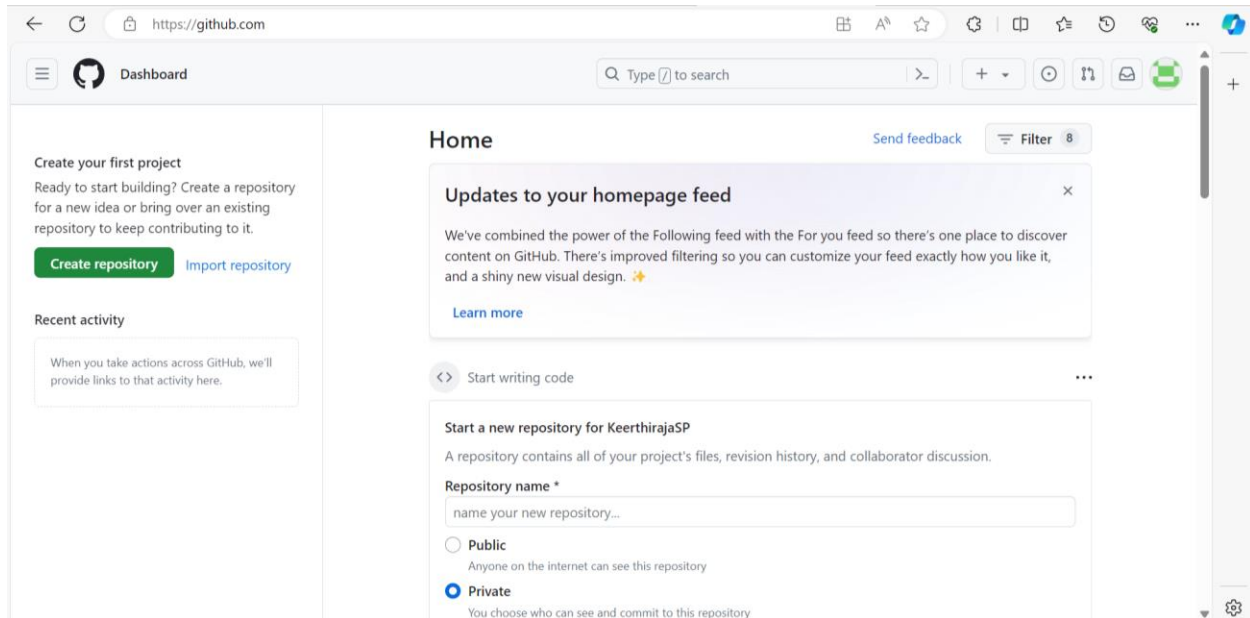 https://github.com
Dashboard
Type / to search
Home
Send feedback
Filter 8
Create your first project
Ready to start building? Create a repository
for a new idea or bring over an existing
repository to keep contributing to it.
Create repository
Import repository
Recent activity
When you take actions across GitHub, we'll
provide links to that activity here.
Updates to your homepage feed
We've combined the power of the Following feed with the For you feed so there's one place to discover
content on GitHub. There's improved filtering so you can customize your feed exactly how you like it,
and a shiny new visual design. ✨
Learn more
Start writing code
Start a new repository for KeerthirajaSP
A repository contains all of your project's files, revision history, and collaborator discussion.
Repository name *
name your new repository...
Public
Anyone on the internet can see this repository
Private
You choose who can see and commit to this repository